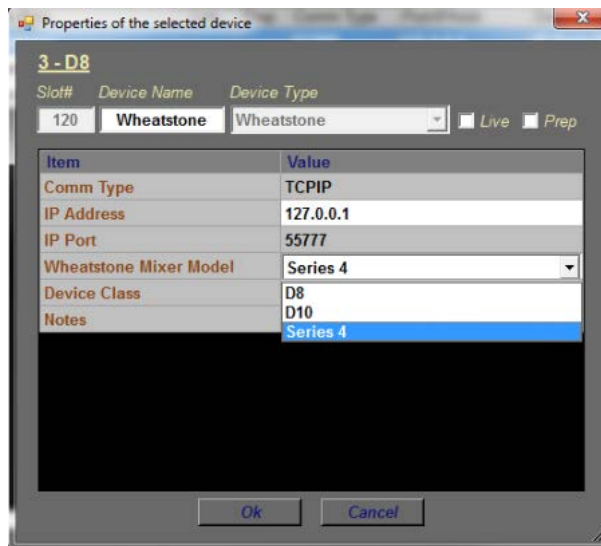 Properties of the selected device
3 - D8
Slot# Device Name Device Type
120 Wheatstone Wheatstone Live Prep
Item Value
Comm Type TCPIP
IP Address 127.0.0.1
IP Port 55777
Wheatstone Mixer Model Series 4
Device Class D8
D10
Notes
Series 4
Ok Cancel